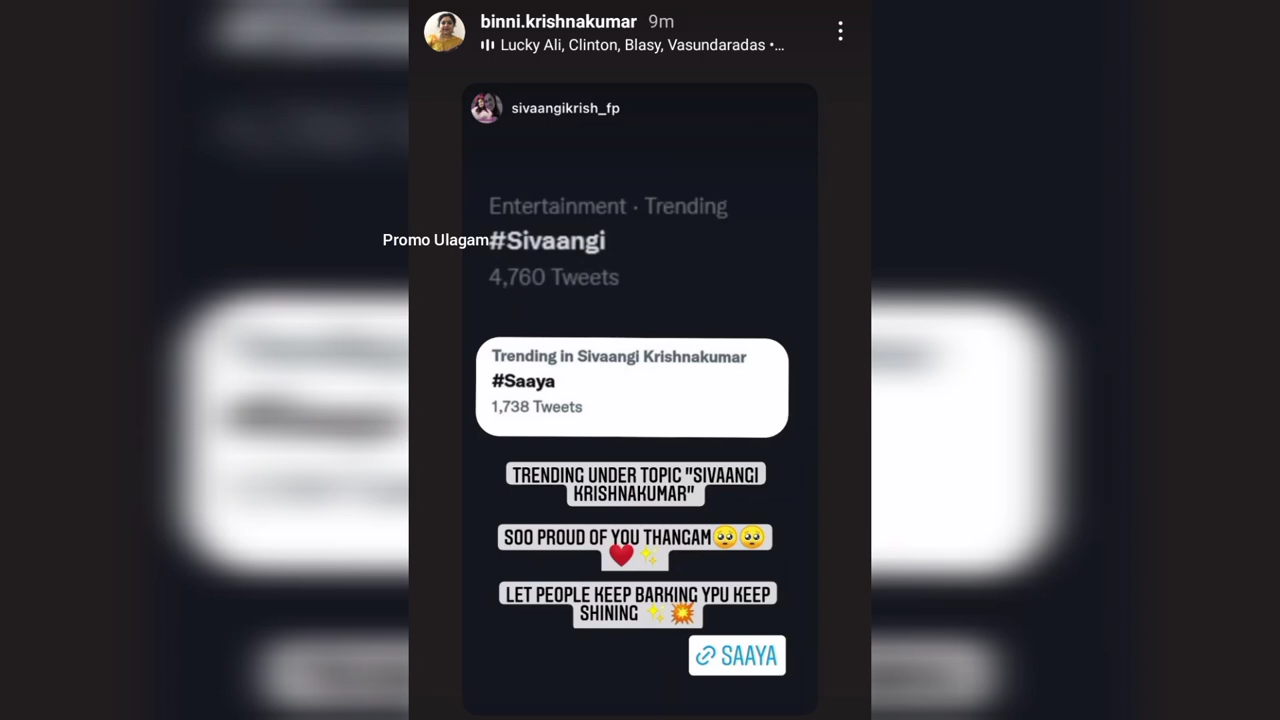 binni.krishnakumar 9m
Lucky Ali, Clinton, Blasy, Vasundaradas •...
sivaangikrish_fp
Entertainment · Trending
Promo Ulagam
#Sivaangi
4,760 Tweets
Trending in Sivaangi Krishnakumar
#Saaya
1,738 Tweets
TRENDING UNDER TOPIC "SIVAANGI
KRISHNAKUMAR"
SOO PROUD OF YOU THANGAM🥺🥺
❤️✨
LET PEOPLE KEEP BARKING YPU KEEP
SHINING ✨💥
SAAYA